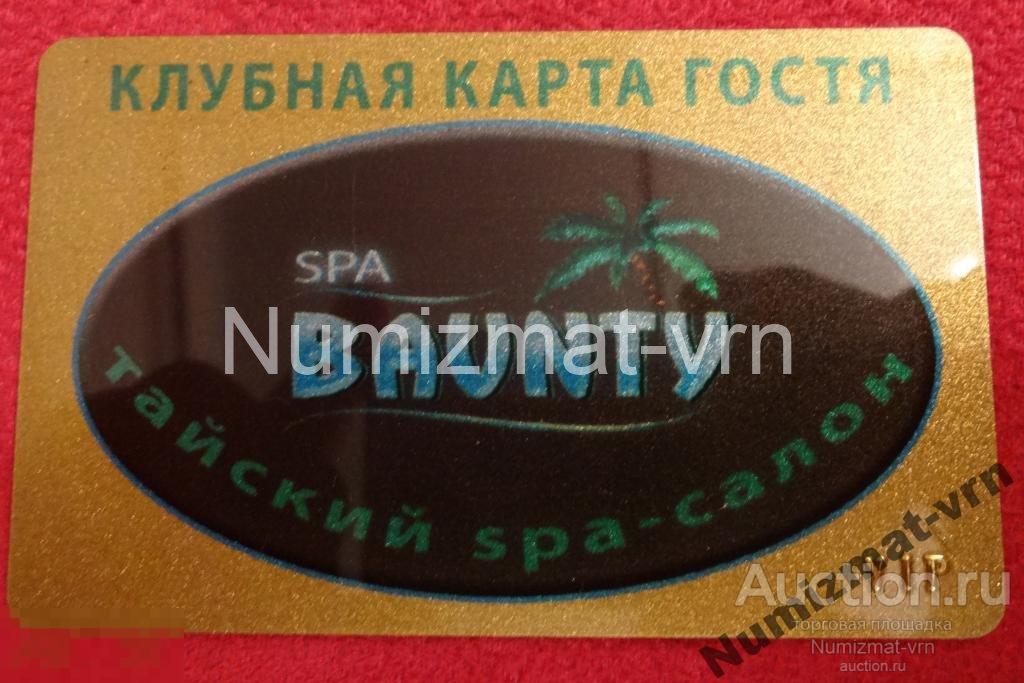 КЛУБНАЯ КАРТА ГОСТЯ
SPA
BAUNTY
Numizmat-vrn
тайский spa-салон
VIP
Numizmat-vrn
Auction.ru
торговая площадка
Numizmat-vrn
auction.ru